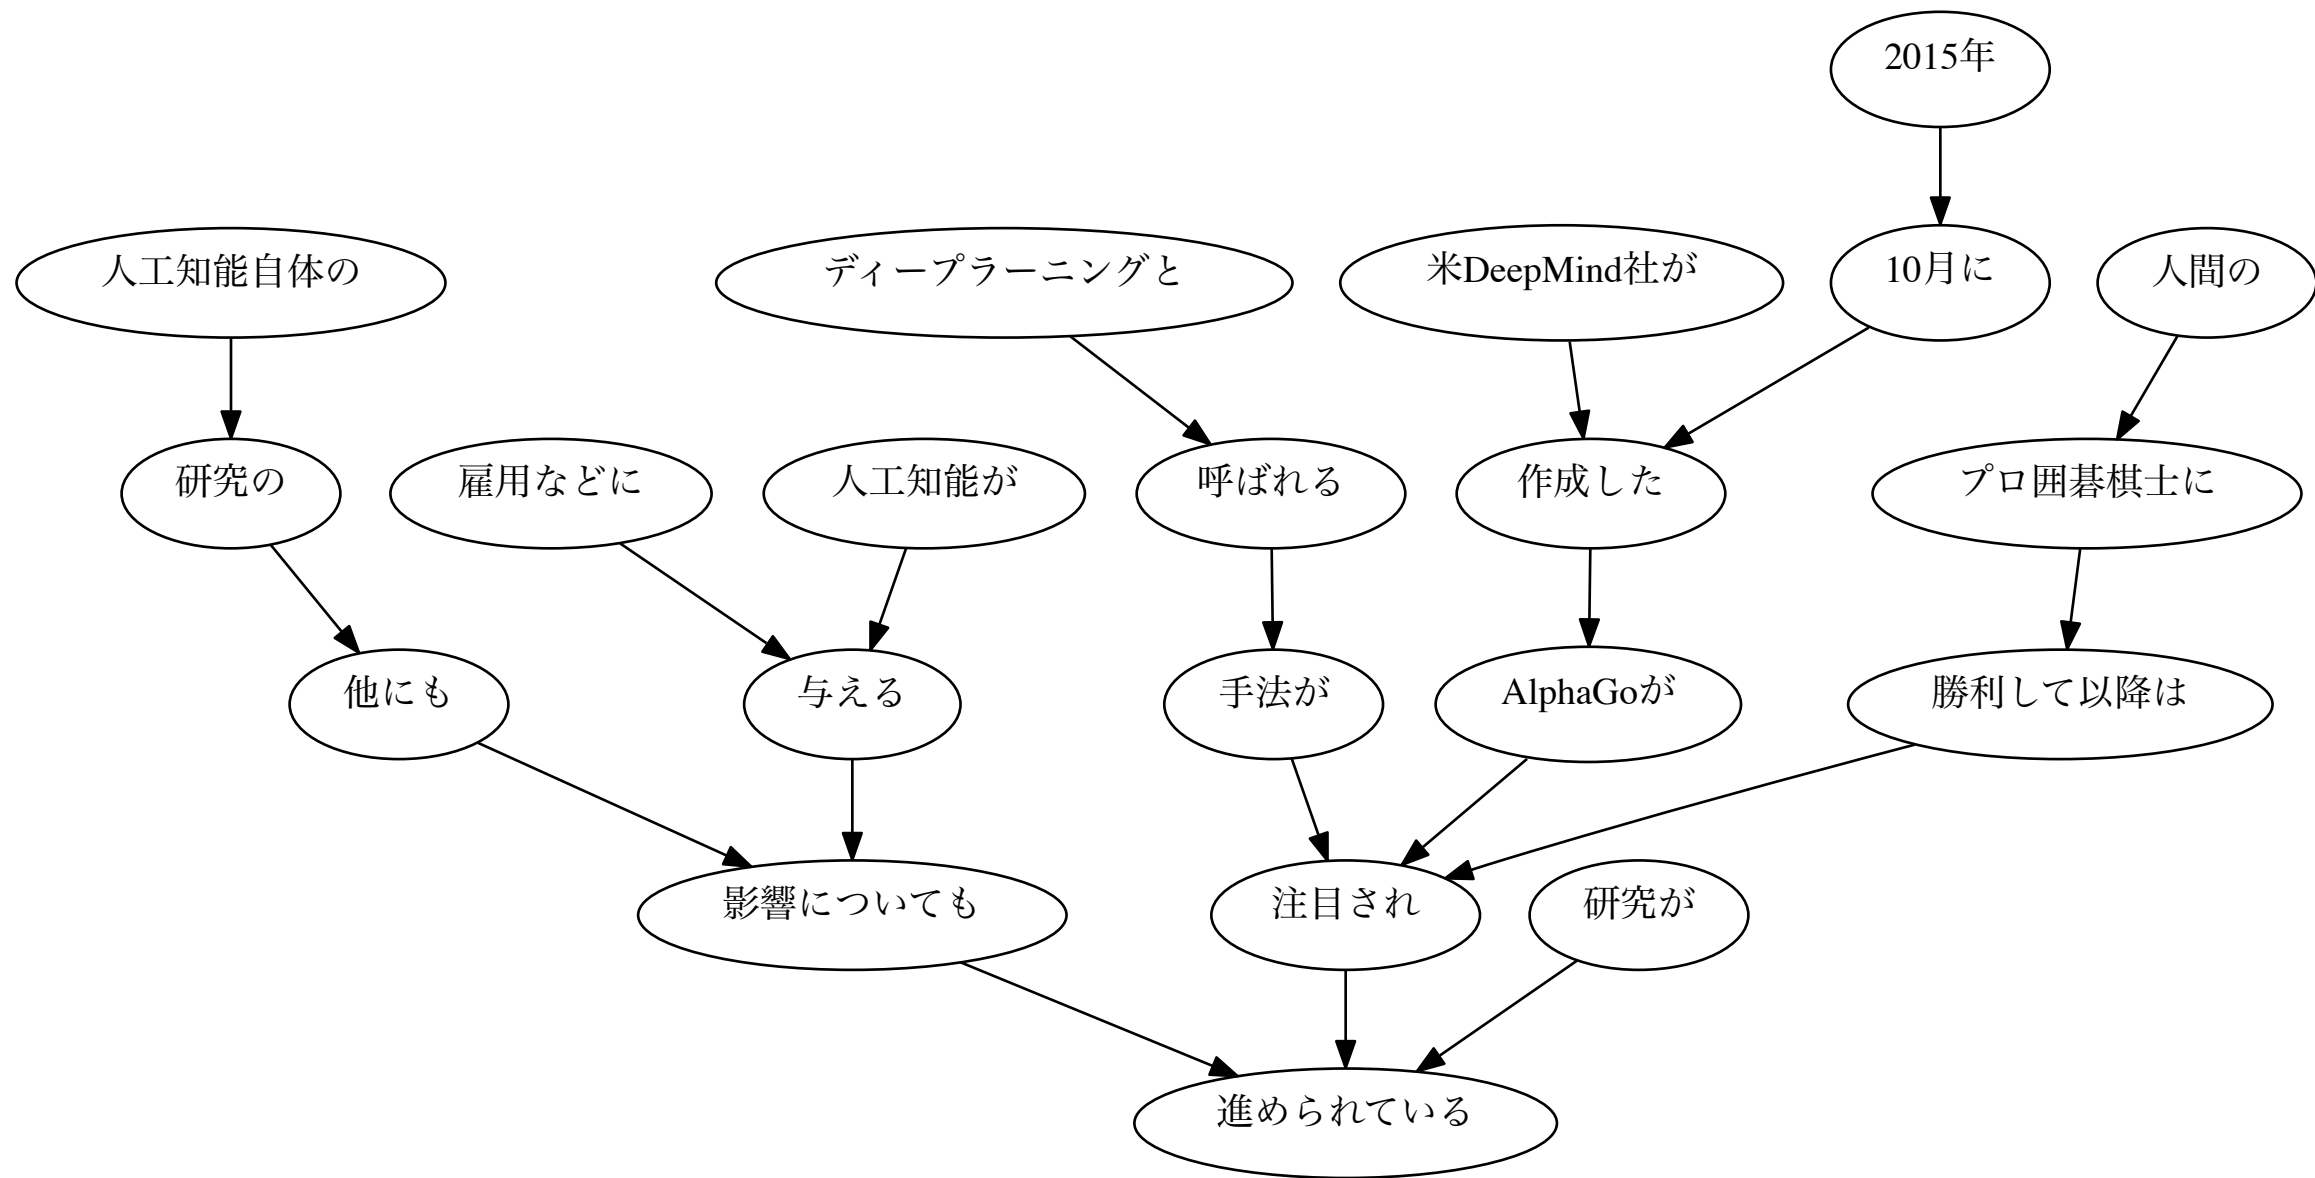 2015年
人工知能自体の
ディープラーニングと
米DeepMind社が
10月に
人間の
研究の
雇用などに
人工知能が
呼ばれる
作成した
プロ囲碁棋士に
他にも
与える
手法が
AlphaGoが
勝利して以降は
影響についても
注目され
研究が
進められている